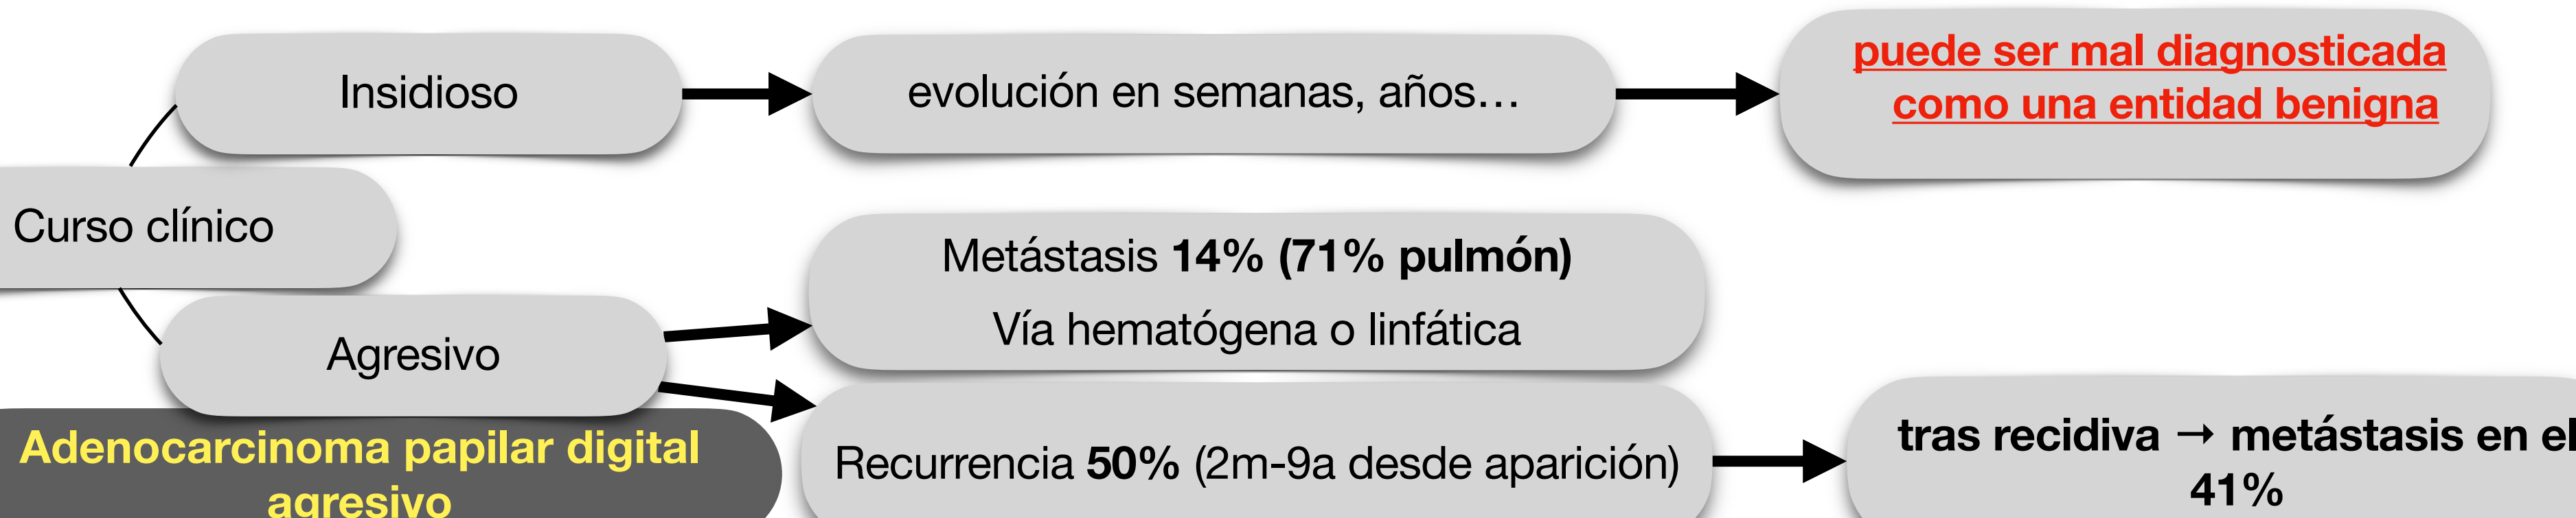 Insidioso
evolución en semanas, años…
puede ser mal diagnosticada
como una entidad benigna
Curso clínico
Metástasis 14% (71% pulmón)
Vía hematógena o linfática
Agresivo
Adenocarcinoma papilar digital
agresivo
Recurrencia 50% (2m-9a desde aparición)
tras recidiva → metástasis en el
41%